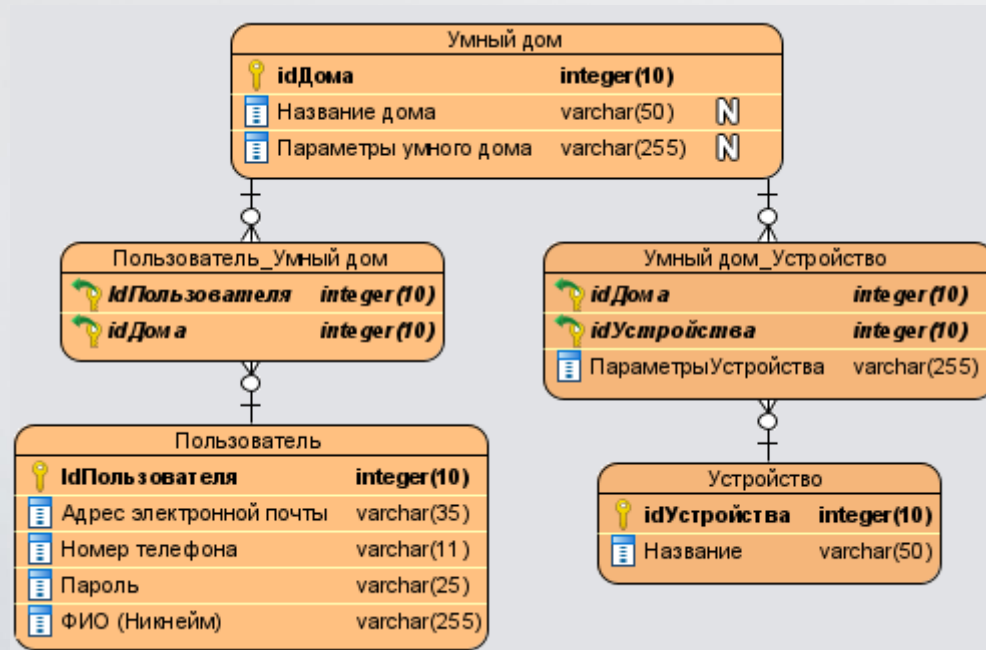 Умный дом
idДома integer(10)
Название дома varchar(50) N
Параметры умного дома varchar(255) N
Пользователь_Умный дом
IdПользователя integer(10)
idДома integer(10)
Умный дом_Устройство
idДома integer(10)
idУстройства integer(10)
ПараметрыУстройства varchar(255)
Пользователь
IdПользователя integer(10)
Адрес электронной почты varchar(35)
Номер телефона varchar(11)
Пароль varchar(25)
ФИО (Никнейм) varchar(255)
Устройство
idУстройства integer(10)
Название varchar(50)